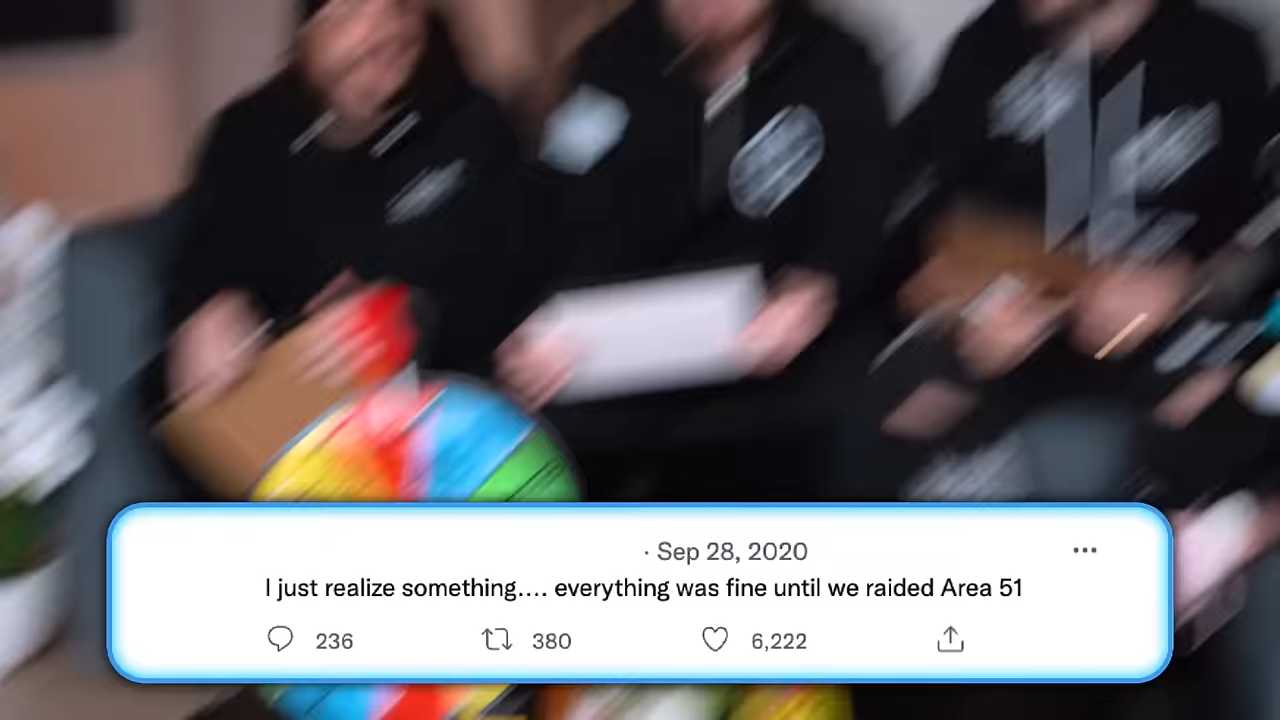 · Sep 28, 2020
I just realize something.... everything was fine until we raided Area 51
236 380 6,222